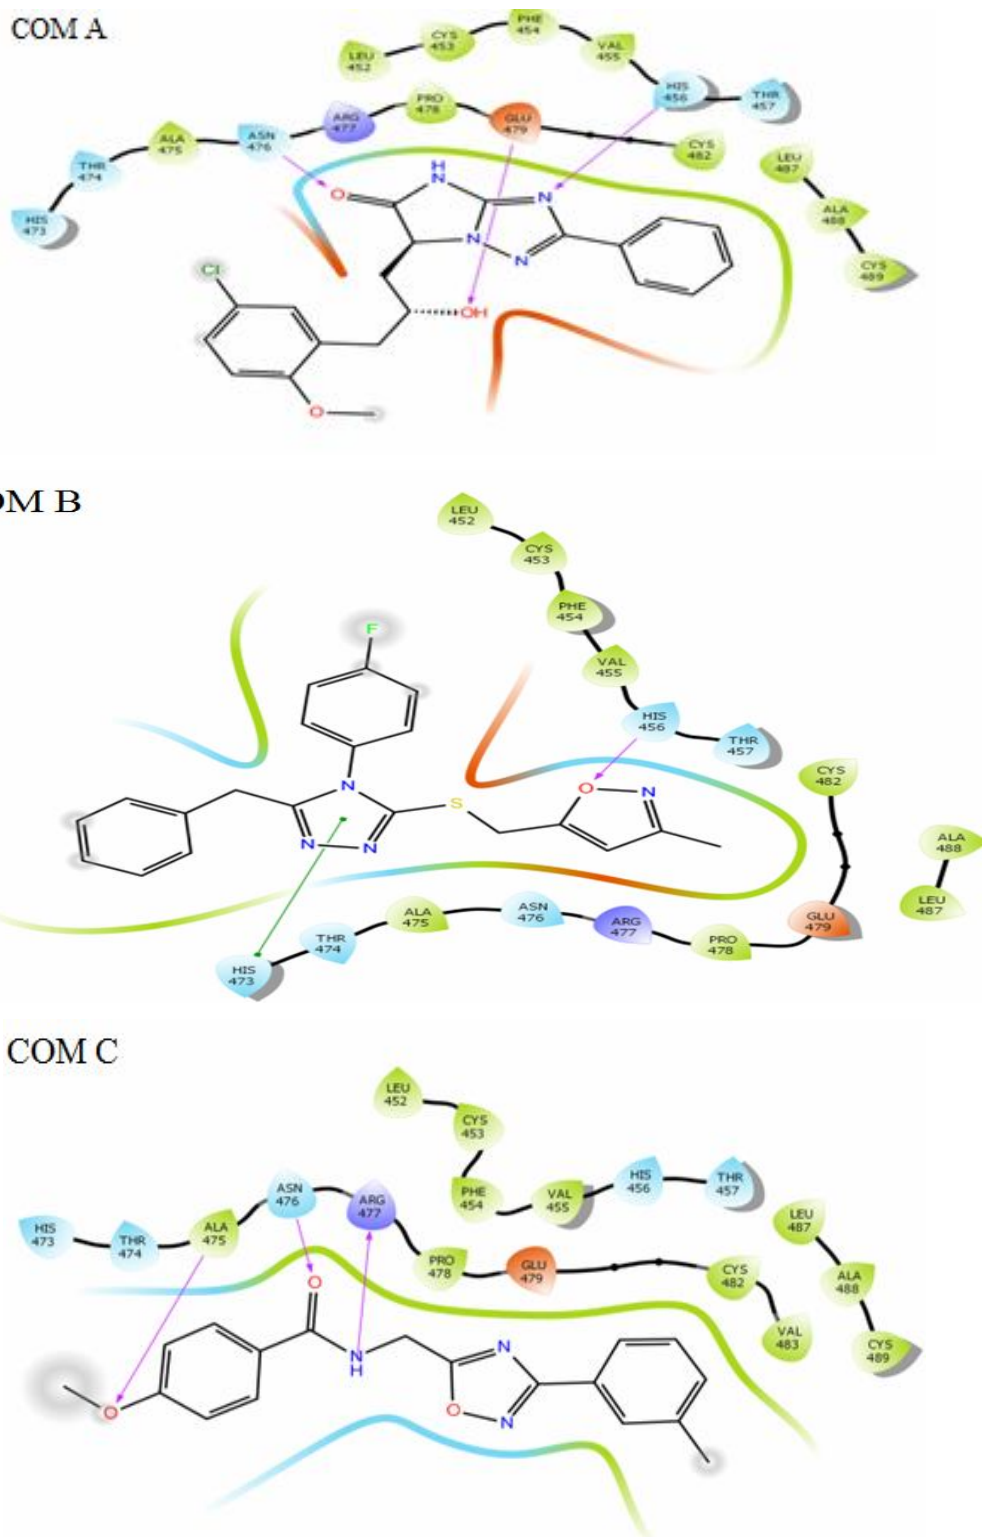 COM A
PHE
454
CYS
453
VAL
455
LEU
452
HIS
456
THR
457
PRO
478
ARG
477
GLU
479
ASN
476
ALA
475
CYS
482
LEU
487
THR
474
ALA
488
HIS
473
CYS
489
H
N
O
N
N
N
Cl
OH
O
OM B
LEU
452
CYS
453
PHE
454
VAL
455
HIS
456
THR
457
CYS
482
F
N
S
O
N
N
N
ALA
488
LEU
487
ALA
475
ASN
476
ARG
477
GLU
479
PRO
478
THR
474
HIS
473
COM C
LEU
452
CYS
453
ASN
476
ARG
477
PHE
454
VAL
455
HIS
456
THR
457
HIS
473
THR
474
ALA
475
LEU
487
PRO
478
GLU
479
CYS
482
ALA
488
VAL
483
CYS
489
O
N
H
N
O
O
N